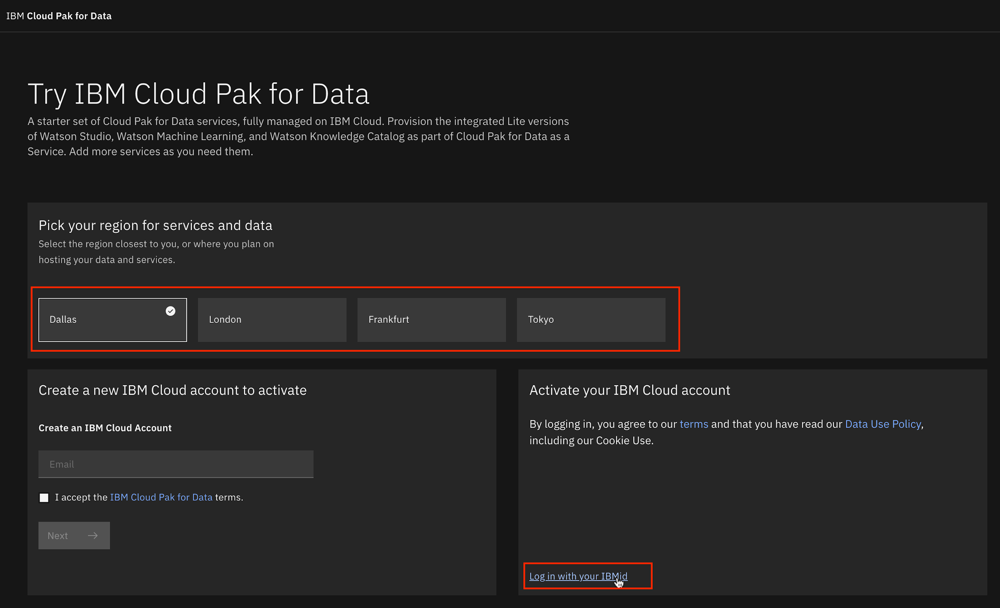 IBM Cloud Pak for Data
Try IBM Cloud Pak for Data
A starter set of Cloud Pak for Data services, fully managed on IBM Cloud. Provision the integrated Lite versions
of Watson Studio, Watson Machine Learning, and Watson Knowledge Catalog as part of Cloud Pak for Data as a
Service. Add more services as you need them.
Pick your region for services and data
Select the region closest to you, or where you plan on
hosting your data and services.
Dallas
London
Frankfurt
Tokyo
Create a new IBM Cloud account to activate
Create an IBM Cloud Account
Email
I accept the IBM Cloud Pak for Data terms.
Next
Activate your IBM Cloud account
By logging in, you agree to our terms and that you have read our Data Use Policy,
including our Cookie Use.
Log in with your IBMid